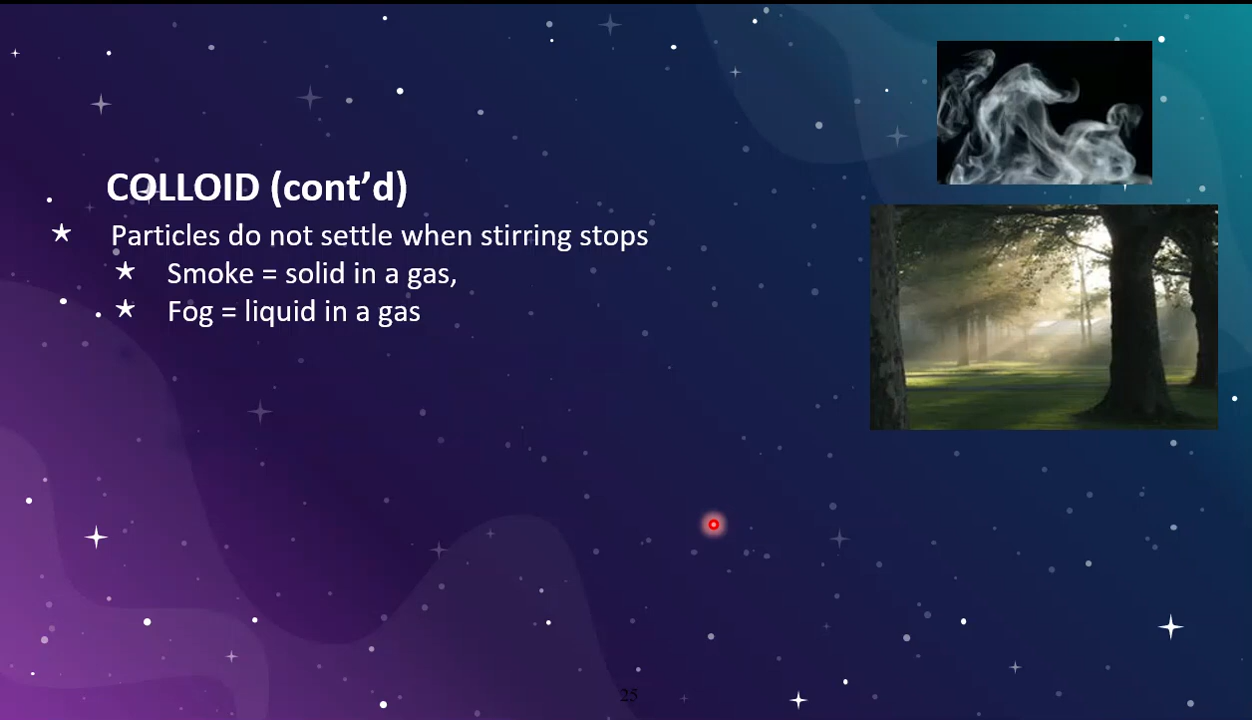 COLLOID (cont’d)
Particles do not settle when stirring stops
Smoke = solid in a gas,
Fog = liquid in a gas
25